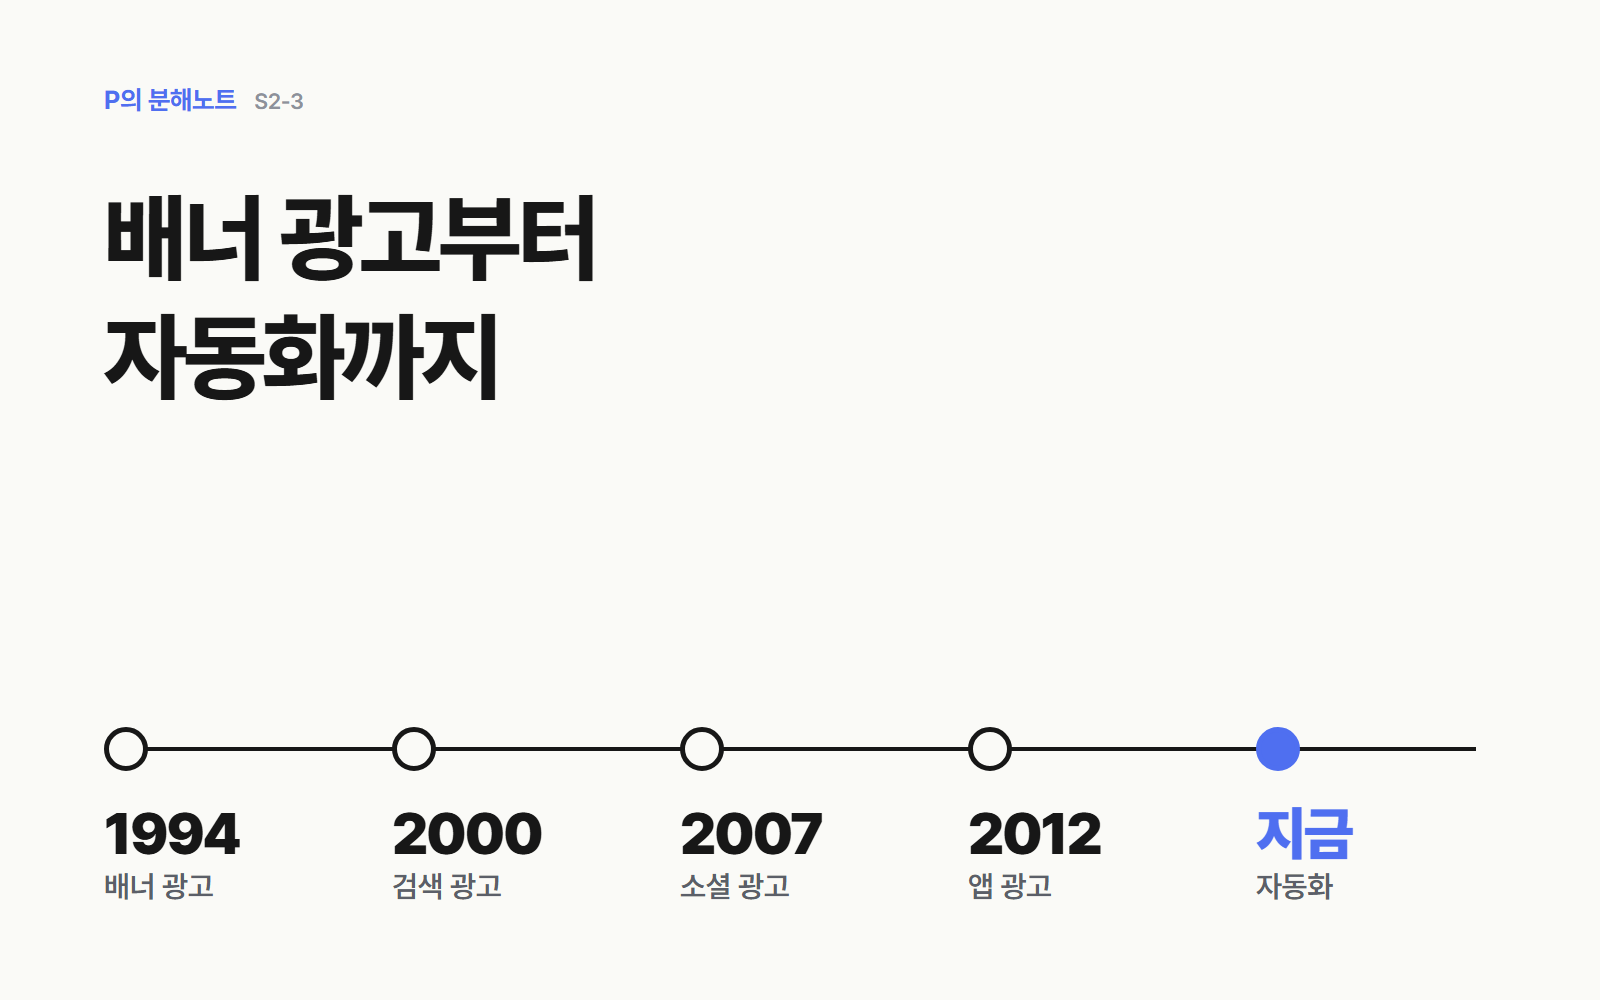 P의 분해노트 S2-3
배너 광고부터
자동화까지
1994 2000 2007 2012 지금
배너 광고 검색 광고 소셜 광고 앱 광고 자동화